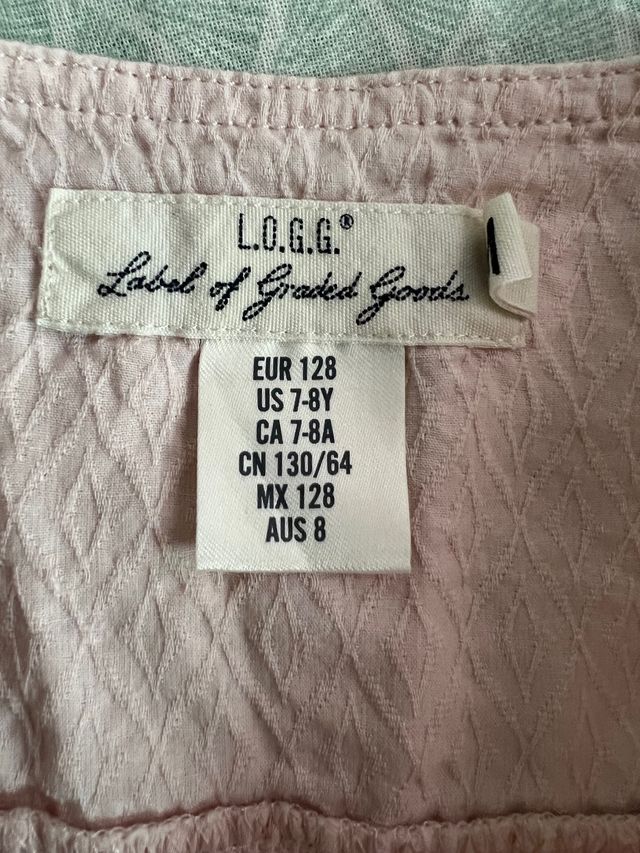 L.O.G.G.®
Label of Graded Goods
EUR 128
US 7-8Y
CA 7-8A
CN 130/64
MX 128
AUS 8